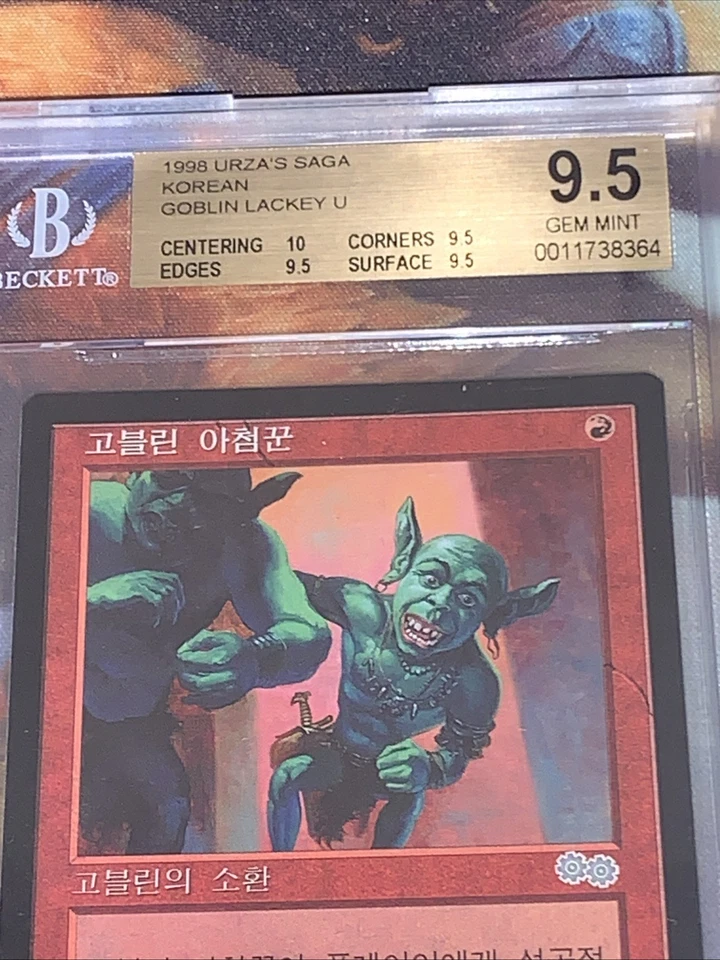 1998 URZA'S SAGA
KOREAN
GOBLIN LACKEY U
CENTERING 10 CORNERS 9.5
EDGES 9.5 SURFACE 9.5
9.5
GEM MINT
0011738364
B
BECKETT®
고블린 아첨꾼
고블린의 소환